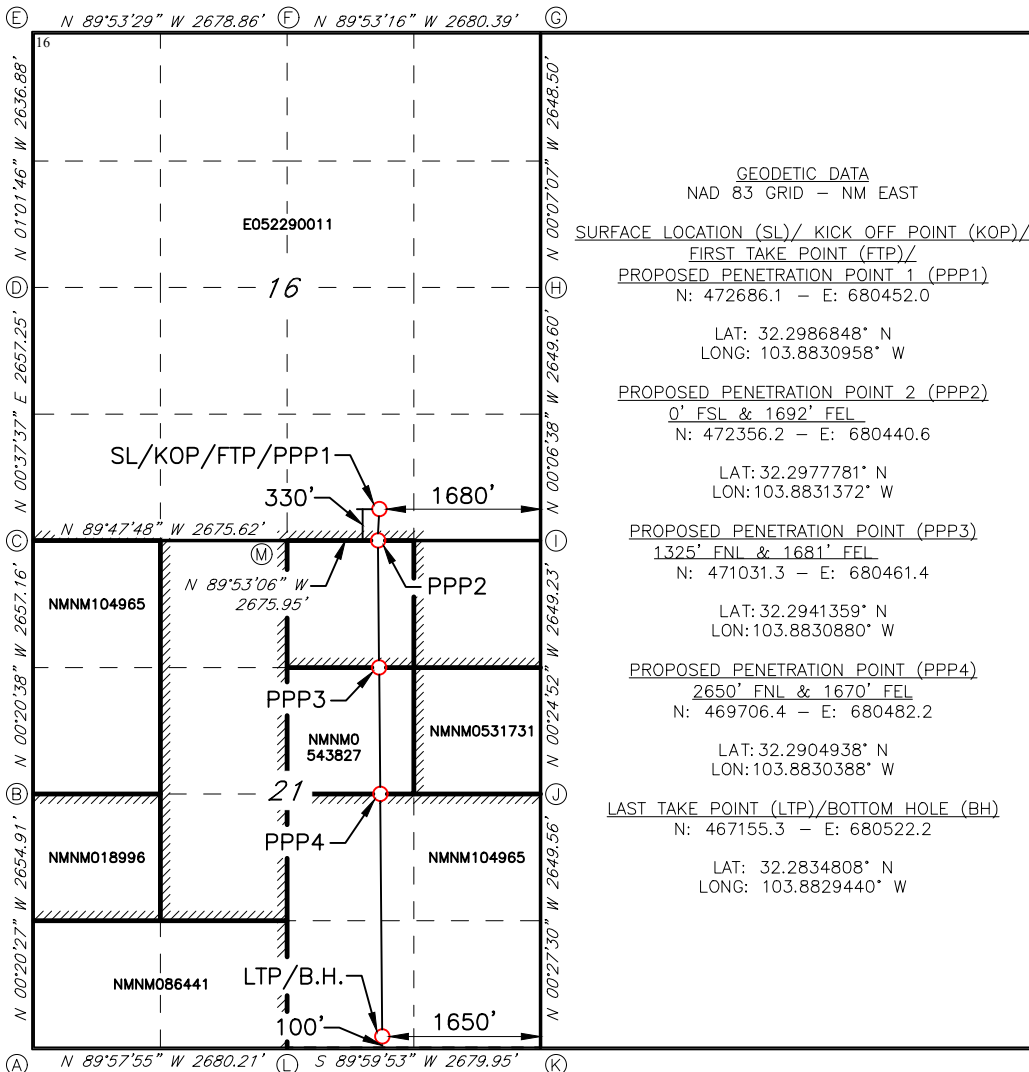 E N 89°53'29" W 2678.86' F N 89°53'16" W 2680.39' G
16
N 01°01'46" W 2636.88'
N 00°07'07" W 2648.50'
E052290011
16
D
H
N 00°37'37" E 2657.25'
N 00°06'38" W 2649.60'
SL/KOP/FTP/PPP1
330'
1680'
N 89°47'48" W 2675.62'
C
M
I
N 89°53'06" W
2675.95'
PPP2
NMNM104965
N 00°20'38" W 2657.16'
N 00°24'52" W 2649.23'
PPP3
NMNM0
543827
NMNM0531731
B
21
J
PPP4
NMNM018996
NMNM104965
N 00°20'27" W 2654.91'
N 00°27'30" W 2649.56'
NMNM086441
LTP/B.H.
100'
1650'
A N 89°57'55" W 2680.21' L S 89°59'53" W 2679.95' K
GEODETIC DATA
NAD 83 GRID – NM EAST
SURFACE LOCATION (SL)/ KICK OFF POINT (KOP)/
FIRST TAKE POINT (FTP)/
PROPOSED PENETRATION POINT 1 (PPP1)
N: 472686.1 – E: 680452.0
LAT: 32.2986848° N
LONG: 103.8830958° W
PROPOSED PENETRATION POINT 2 (PPP2)
0' FSL & 1692' FEL
N: 472356.2 – E: 680440.6
LAT:32.2977781° N
LON:103.8831372° W
PROPOSED PENETRATION POINT (PPP3)
1325' FNL & 1681' FEL
N: 471031.3 – E: 680461.4
LAT:32.2941359° N
LON:103.8830880° W
PROPOSED PENETRATION POINT (PPP4)
2650' FNL & 1670' FEL
N: 469706.4 – E: 680482.2
LAT:32.2904938° N
LON:103.8830388° W
LAST TAKE POINT (LTP)/BOTTOM HOLE (BH)
N: 467155.3 – E: 680522.2
LAT: 32.2834808° N
LONG: 103.8829440° W